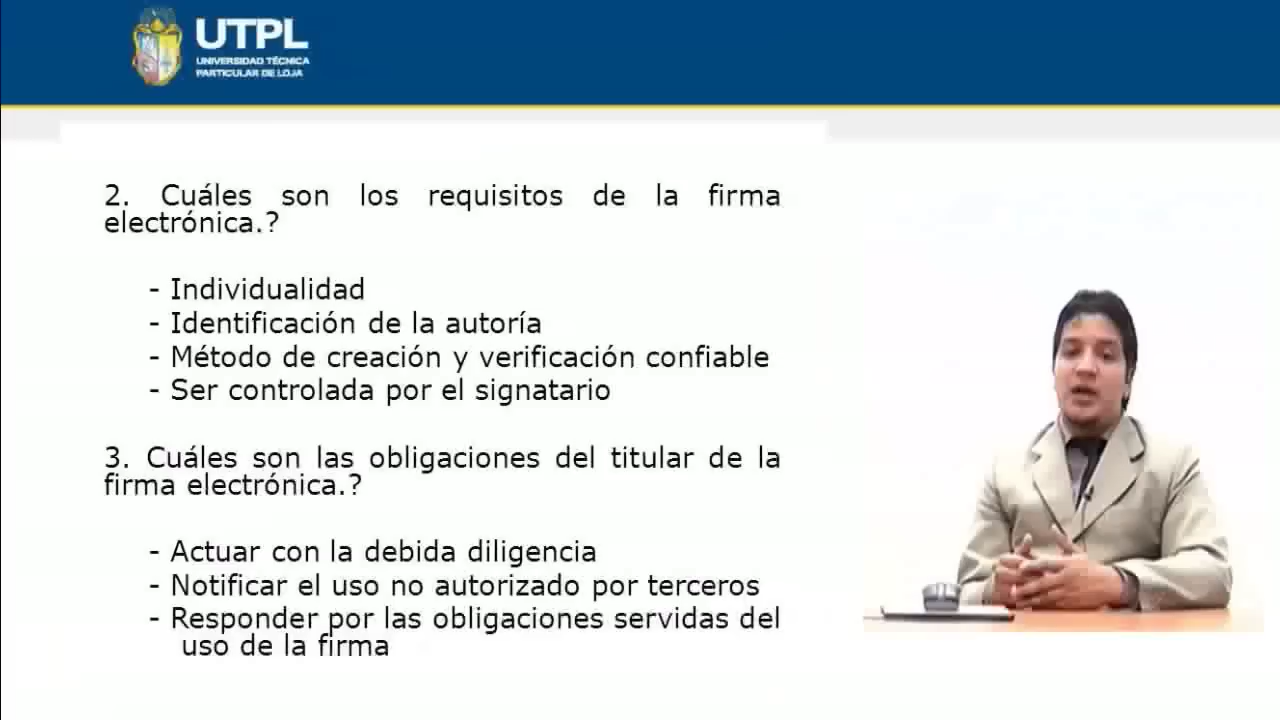 UTPL
UNIVERSIDAD TÉCNICA
PARTICULAR DE LOJA
2. Cuáles son los requisitos de la firma
electrónica.?
- Individualidad
- Identificación de la autoría
- Método de creación y verificación confiable
- Ser controlada por el signatario
3. Cuáles son las obligaciones del titular de la
firma electrónica.?
- Actuar con la debida diligencia
- Notificar el uso no autorizado por terceros
- Responder por las obligaciones servidas del
uso de la firma